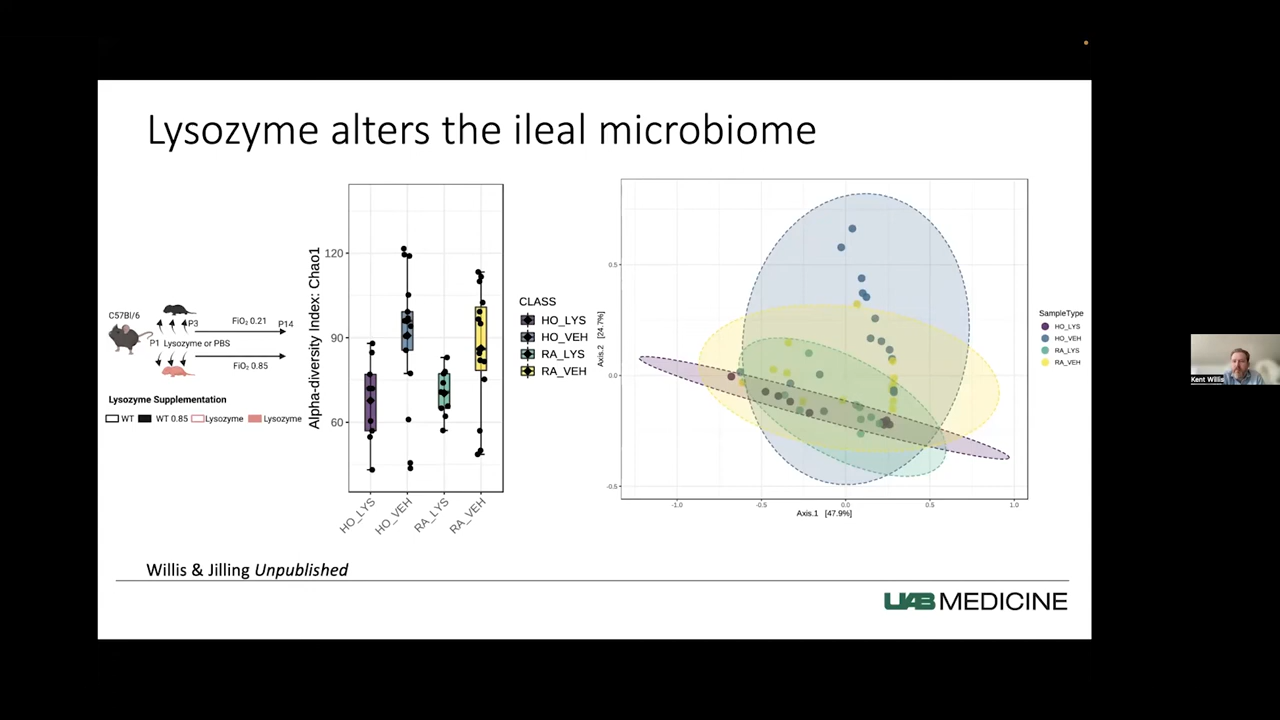 Lysozyme alters the ileal microbiome
C57Bl/6
P3
FiO₂ 0.21
P14
P1 Lysozyme or PBS
FiO₂ 0.85
Lysozyme Supplementation
WT WT 0.85 Lysozyme Lysozyme
Alpha-diversity Index: Chao1
120
90
60
HO_LYS
HO_VEH
RA_LYS
RA_VEH
CLASS
HO_LYS
HO_VEH
RA_LYS
RA_VEH
Axis.2 [24.7%]
0.5
0.0
-0.5
-1.0
-0.5
0.0
0.5
1.0
Axis.1 [47.9%]
SampleType
HO_LYS
HO_VEH
RA_LYS
RA_VEH
Kent Willis
Willis & Jilling Unpublished
UAB MEDICINE